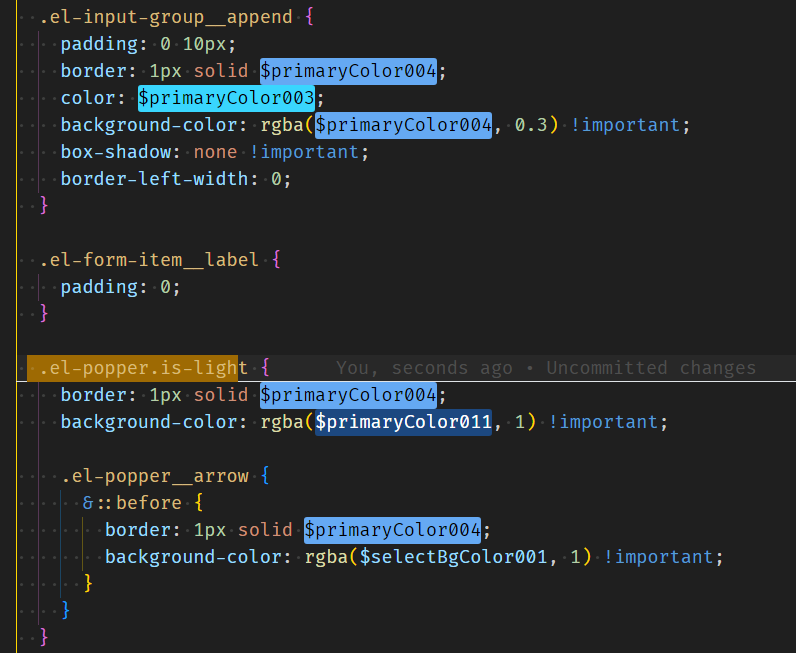 .el-input-group__append {
padding: 0 10px;
border: 1px solid $primaryColor004;
color: $primaryColor003;
background-color: rgba($primaryColor004, 0.3) !important;
box-shadow: none !important;
border-left-width: 0;
}
.el-form-item__label {
padding: 0;
}
.el-popper.is-light { You, seconds ago • Uncommitted changes
border: 1px solid $primaryColor004;
background-color: rgba($primaryColor011, 1) !important;
.el-popper__arrow {
&::before {
border: 1px solid $primaryColor004;
background-color: rgba($selectBgColor001, 1) !important;
}
}
}